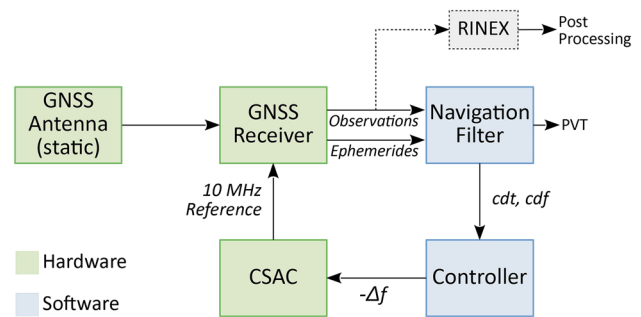 RINEX
Post
Processing
GNSS
Antenna
(static)
GNSS
Receiver
Observations
Ephemerides
Navigation
Filter
PVT
10 MHz
Reference
cdt, cdf
CSAC
-Δf
Controller
Hardware
Software